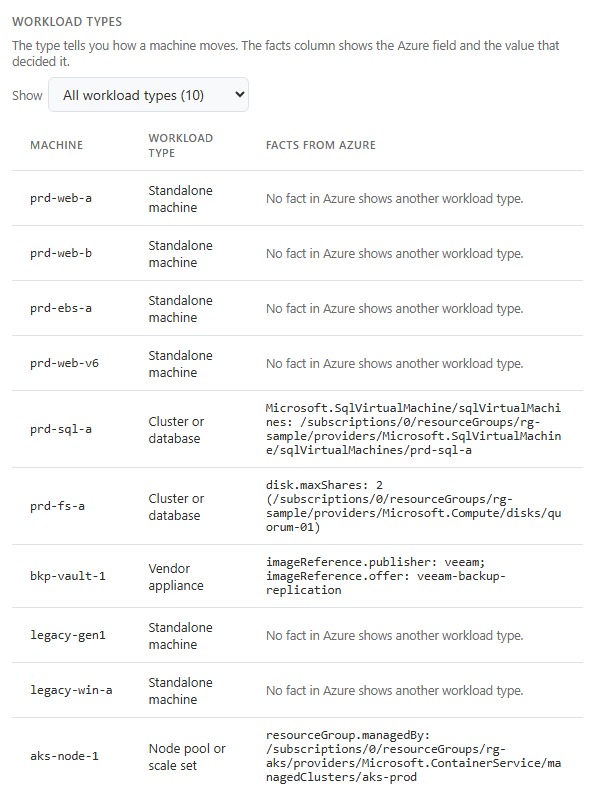 WORKLOAD TYPES
The type tells you how a machine moves. The facts column shows the Azure field and the value that
decided it.
Show All workload types (10)
MACHINE WORKLOAD TYPE FACTS FROM AZURE
prd-web-a Standalone machine No fact in Azure shows another workload type.
prd-web-b Standalone machine No fact in Azure shows another workload type.
prd-ebs-a Standalone machine No fact in Azure shows another workload type.
prd-web-v6 Standalone machine No fact in Azure shows another workload type.
prd-sql-a
Cluster or
database
Microsoft.SqlVirtualMachine/sqlVirtualMachi
nes: /subscriptions/0/resourceGroups/rg-
sample/providers/Microsoft.SqlVirtualMachin
e/sqlVirtualMachines/prd-sql-a
prd-fs-a
Cluster or
database
disk.maxShares: 2
(/subscriptions/0/resourceGroups/rg-
sample/providers/Microsoft.Compute/disks/qu
orum-01)
bkp-vault-1
Vendor
appliance
imageReference.publisher: veeam;
imageReference.offer: veeam-backup-
replication
legacy-gen1 Standalone machine No fact in Azure shows another workload type.
legacy-win-a Standalone machine No fact in Azure shows another workload type.
aks-node-1
Node pool or
scale set
resourceGroup.managedBy:
/subscriptions/0/resourceGroups/rg-
aks/providers/Microsoft.ContainerService/ma
nagedClusters/aks-prod